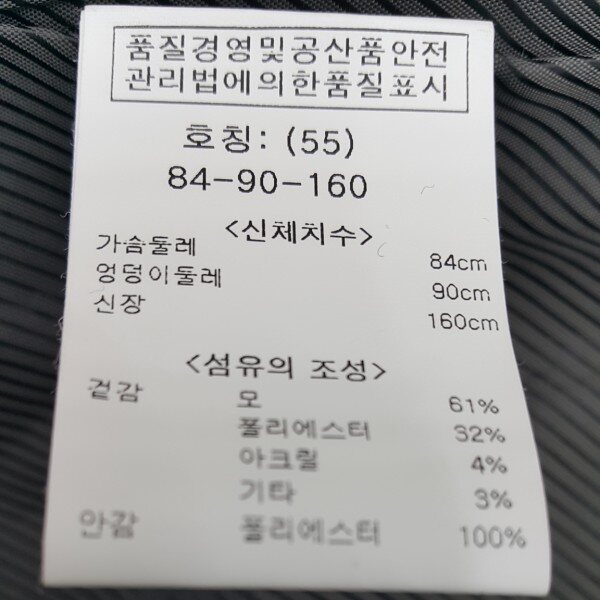 품질경영및공산품안전
관리법에의한품질표시
호칭: (55)
84-90-160
<신체치수>
가슴둘레 84cm
엉덩이둘레 90cm
신장 160cm
<섬유의 조성>
겉감 모 61%
폴리에스터 32%
아크릴 4%
기타 3%
안감 폴리에스터 100%